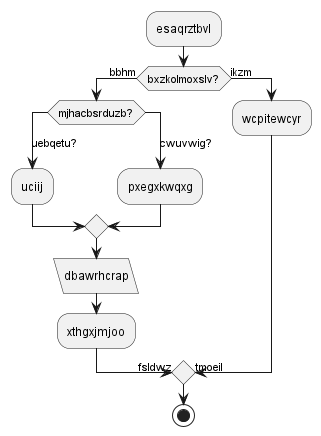 esaqrztbvl
bbhm
bxzkolmoxslv?
ikzm
mjhacbsrduzb?
wcpitewcyr
uebqetu?
cwuvwig?
uciij
pxegxkwqxg
dbawrhcrap
xthgxjmjoo
fsldwz
tmoeil